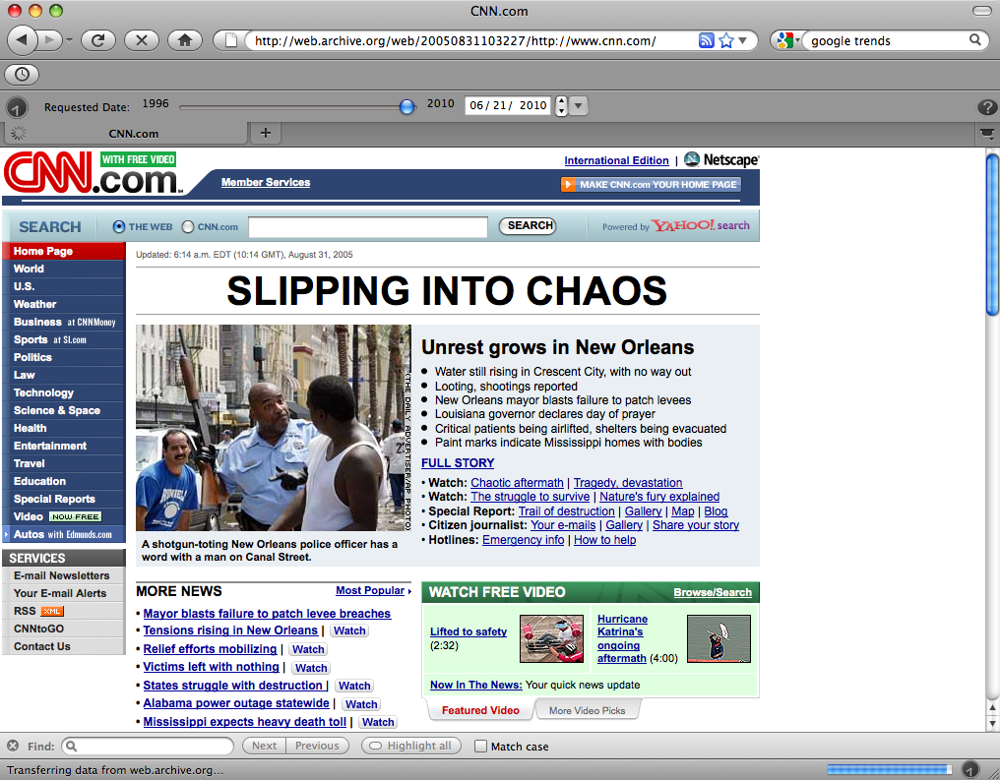 CNN.com
http://web.archive.org/web/20050831103227/http://www.cnn.com/
google trends
Requested Date: 1996 2010 06/21/2010
CNN.com
CNN.com
WITH FREE VIDEO
International Edition | Netscape
Member Services
MAKE CNN.com YOUR HOME PAGE
SEARCH THE WEB CNN.com SEARCH Powered by YAHOO! search
Home Page
World
U.S.
Weather
Business at CNNMoney
Sports at SI.com
Politics
Law
Technology
Science & Space
Health
Entertainment
Travel
Education
Special Reports
Video NOW FREE
Autos with Edmunds.com
SERVICES
E-mail Newsletters
Your E-mail Alerts
RSS XML
CNNtoGO
Contact Us
Updated: 6:14 a.m. EDT (10:14 GMT), August 31, 2005
SLIPPING INTO CHAOS
(THE DAILY ADVERTISER/AP PHOTO)
A shotgun-toting New Orleans police officer has a
word with a man on Canal Street.
Unrest grows in New Orleans
• Water still rising in Crescent City, with no way out
• Looting, shootings reported
• New Orleans mayor blasts failure to patch levees
• Louisiana governor declares day of prayer
• Critical patients being airlifted, shelters being evacuated
• Paint marks indicate Mississippi homes with bodies
FULL STORY
• Watch: Chaotic aftermath | Tragedy, devastation
• Watch: The struggle to survive | Nature's fury explained
• Special Report: Trail of destruction | Gallery | Map | Blog
• Citizen journalist: Your e-mails | Gallery | Share your story
• Hotlines: Emergency info | How to help
MORE NEWS Most Popular
• Mayor blasts failure to patch levee breaches
• Tensions rising in New Orleans | Watch
• Relief efforts mobilizing | Watch
• Victims left with nothing | Watch
• States struggle with destruction | Watch
• Alabama power outage statewide | Watch
• Mississippi expects heavy death toll | Watch
WATCH FREE VIDEO Browse/Search
Lifted to safety
(2:32)
Hurricane
Katrina's
ongoing
aftermath (4:00)
Now In The News: Your quick news update
Featured Video More Video Picks
Find: Next Previous Highlight all Match case
Transferring data from web.archive.org...